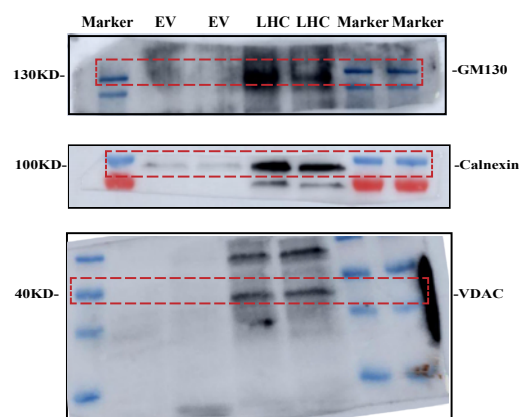 Marker EV EV LHC LHC Marker Marker
130KD- -GM130
100KD- -Calnexin
40KD- -VDAC